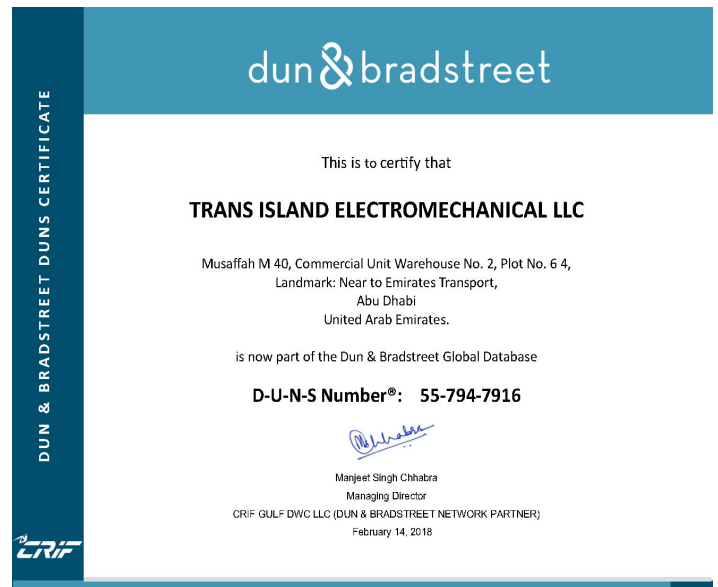 dun & bradstreet
DUN & BRADSTREET DUNS CERTIFICATE
This is to certify that
TRANS ISLAND ELECTROMECHANICAL LLC
Musaffah M 40, Commercial Unit Warehouse No. 2, Plot No. 6 4,
Landmark: Near to Emirates Transport,
Abu Dhabi
United Arab Emirates.
is now part of the Dun & Bradstreet Global Database
D-U-N-S Number®: 55-794-7916
Manjeet Singh Chhabra
Managing Director
CRIF GULF DWC LLC (DUN & BRADSTREET NETWORK PARTNER)
February 14, 2018
CRIF